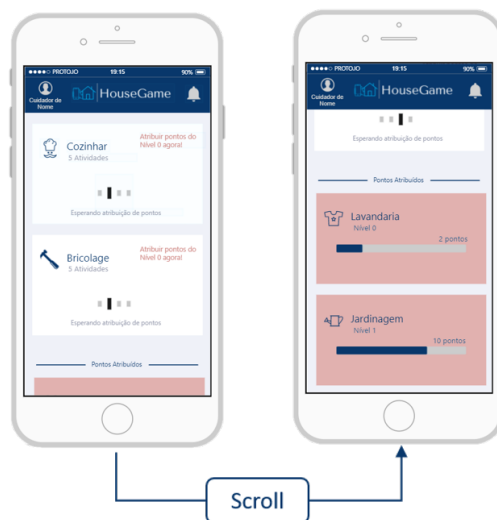 PROTOJO 19:15 90%
Cuidador de
Nome
HouseGame
Cozinhar
5 Atividades
Atribuir pontos do
Nível 0 agora!
Esperando atribuição de pontos
Bricolage
5 Atividades
Atribuir pontos do
Nível 0 agora!
Esperando atribuição de pontos
Pontos Atribuídos
PROTOJO 19:15 90%
Cuidador de
Nome
HouseGame
Esperando atribuição de pontos
Pontos Atribuídos
Lavandaria
Nível 0
2 pontos
Jardinagem
Nível 1
10 pontos
Scroll